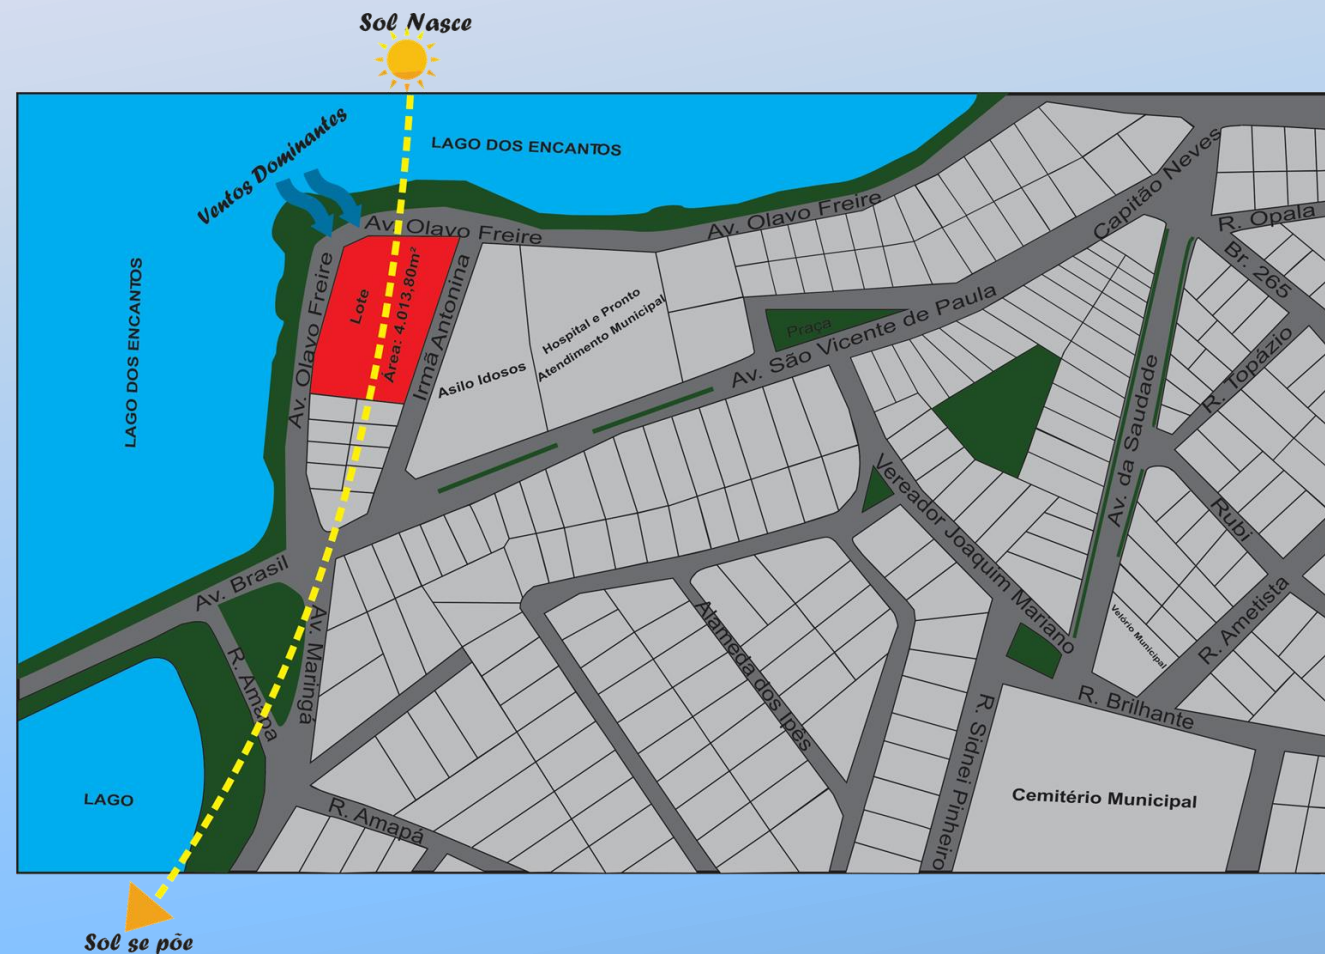 Sol Nasce
Ventos Dominantes
LAGO DOS ENCANTOS
LAGO DOS ENCANTOS
Av. Olavo Freire
Av. Olavo Freire
Av. Olavo Freire
Lote
Área: 4.013,80m²
Irmã Antonina
Asilo Idosos
Hospital e Pronto
Atendimento Municipal
Praça
Av. São Vicente de Paula
Capitão Neves
R. Opala
Br. 265
R. Topázio
Av. da Saudade
Rubi
R. Ametista
Velório Municipal
Vereador Joaquim Mariano
R. Brilhante
Av. Brasil
Av. Maringá
R. Amapa
Alameda dos Ipês
R. Sidnei Pinheiro
Cemitério Municipal
LAGO
R. Amapá
Sol se põe